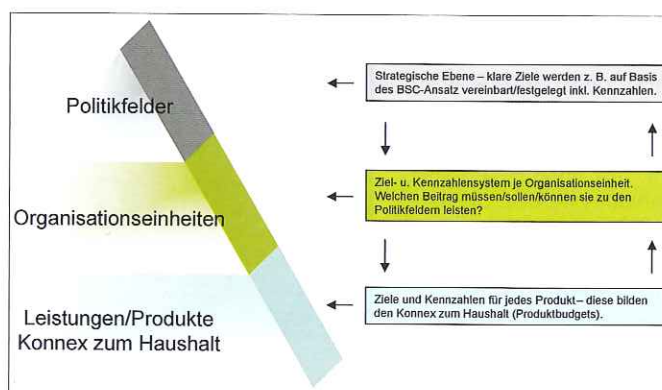 Politikfelder
Strategische Ebene – klare Ziele werden z. B. auf Basis
des BSC-Ansatz vereinbart/festgelegt inkl. Kennzahlen.
Organisationseinheiten
Ziel- u. Kennzahlensystem je Organisationseinheit.
Welchen Beitrag müssen/sollen/können sie zu den
Politikfeldern leisten?
Leistungen/Produkte
Konnex zum Haushalt
Ziele und Kennzahlen für jedes Produkt– diese bilden
den Konnex zum Haushalt (Produktbudgets).